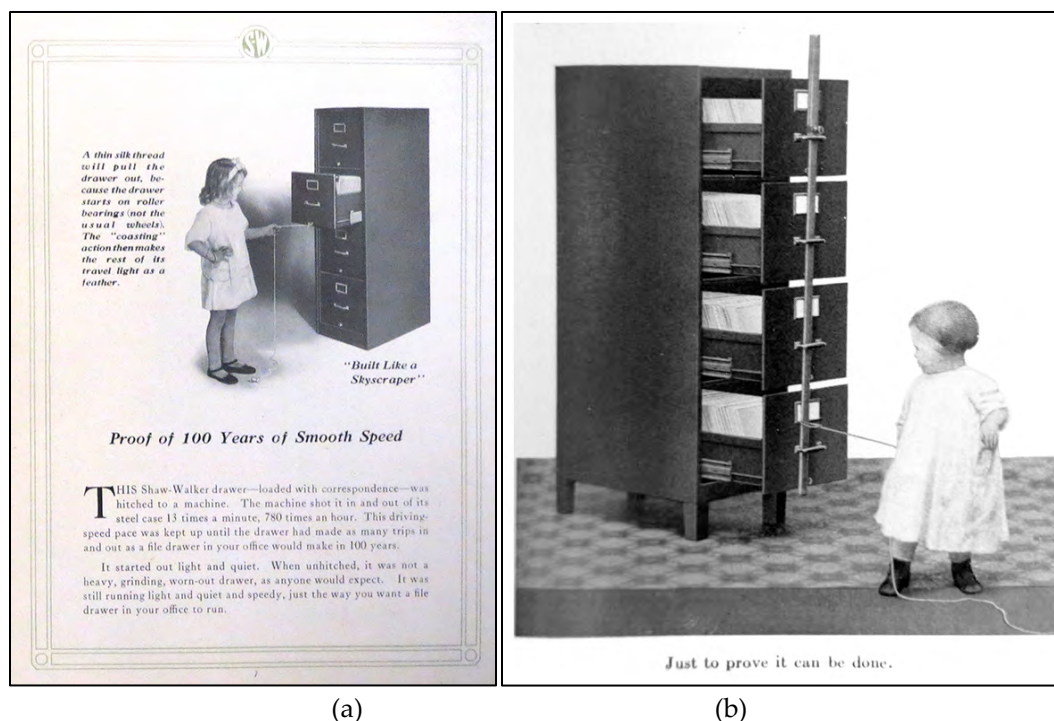 SW
A thin silk thread
will pull the
drawer out, be-
cause the drawer
starts on roller
bearings (not the
usual wheels).
The "coasting"
action then makes
the rest of its
travel light as a
feather.
"Built Like a
Skyscraper"
Proof of 100 Years of Smooth Speed
THIS Shaw-Walker drawer—loaded with correspondence—was
hitched to a machine. The machine shot it in and out of its
steel case 13 times a minute, 780 times an hour. This driving-
speed pace was kept up until the drawer had made as many trips in
and out as a file drawer in your office would make in 100 years.
It started out light and quiet. When unhitched, it was not a
heavy, grinding, worn-out drawer, as anyone would expect. It was
still running light and quiet and speedy, just the way you want a file
drawer in your office to run.
7
Just to prove it can be done.
(a)
(b)